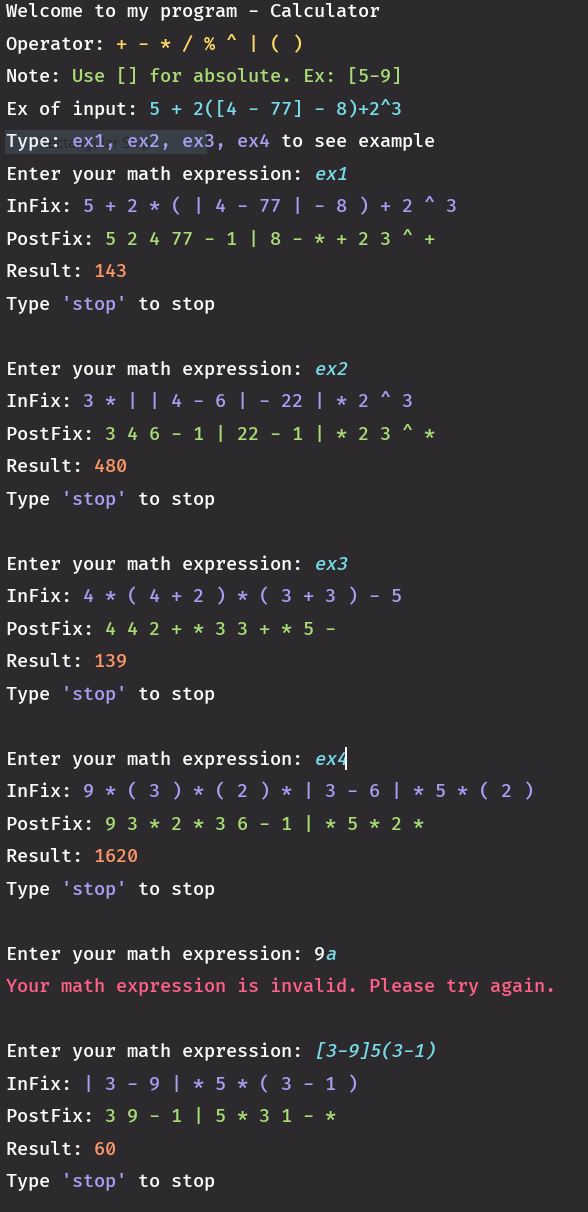 Welcome to my program - Calculator
Operator: + - * / % ^ | ( )
Note: Use [] for absolute. Ex: [5-9]
Ex of input: 5 + 2([4 - 77] - 8)+2^3
Type: ex1, ex2, ex3, ex4 to see example
Enter your math expression: ex1
InFix: 5 + 2 * ( | 4 - 77 | - 8 ) + 2 ^ 3
PostFix: 5 2 4 77 - 1 | 8 - * + 2 3 ^ +
Result: 143
Type 'stop' to stop
Enter your math expression: ex2
InFix: 3 * | | 4 - 6 | - 22 | * 2 ^ 3
PostFix: 3 4 6 - 1 | 22 - 1 | * 2 3 ^ *
Result: 480
Type 'stop' to stop
Enter your math expression: ex3
InFix: 4 * ( 4 + 2 ) * ( 3 + 3 ) - 5
PostFix: 4 4 2 + * 3 3 + * 5 -
Result: 139
Type 'stop' to stop
Enter your math expression: ex4
InFix: 9 * ( 3 ) * ( 2 ) * | 3 - 6 | * 5 * ( 2 )
PostFix: 9 3 * 2 * 3 6 - 1 | * 5 * 2 *
Result: 1620
Type 'stop' to stop
Enter your math expression: 9a
Your math expression is invalid. Please try again.
Enter your math expression: [3-9]5(3-1)
InFix: | 3 - 9 | * 5 * ( 3 - 1 )
PostFix: 3 9 - 1 | 5 * 3 1 - *
Result: 60
Type 'stop' to stop